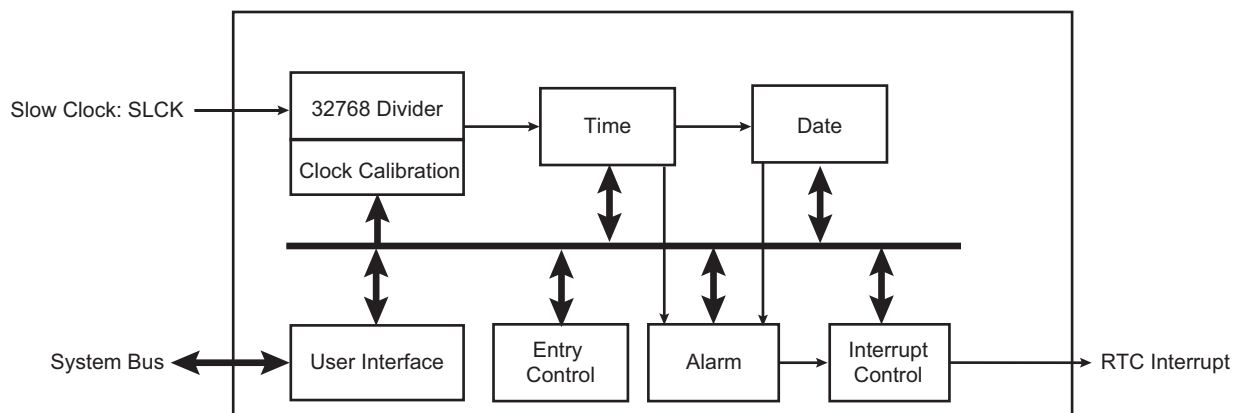 Slow Clock: SLCK
32768 Divider
Clock Calibration
Time
Date
System Bus
User Interface
Entry
Control
Alarm
Interrupt
Control
RTC Interrupt